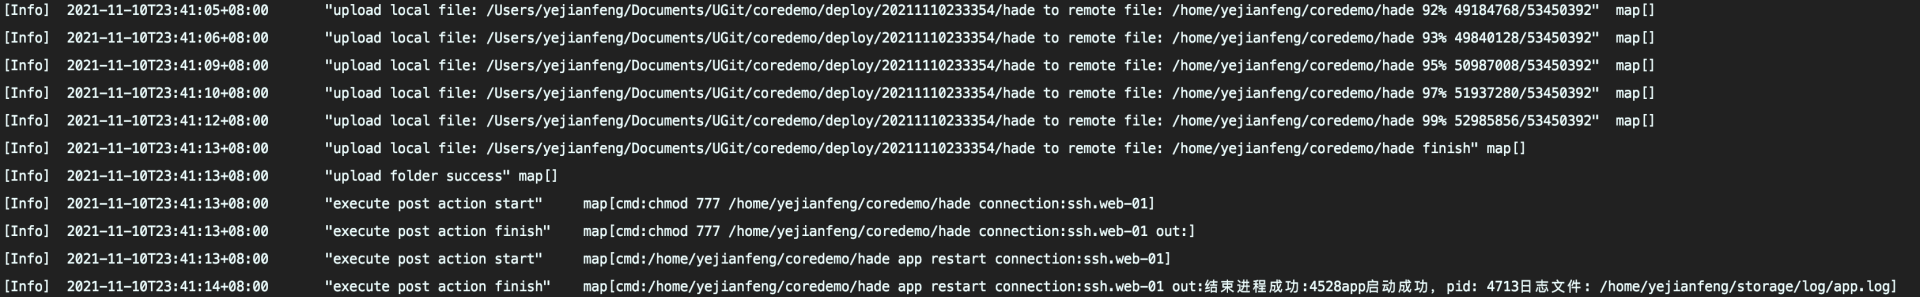 [Info]  2021-11-10T23:41:05+08:00       "upload local file: /Users/yejianfeng/Documents/UGit/coredemo/deploy/20211110233354/hade to remote file: /home/yejianfeng/coredemo/hade 92% 49184768/53450392"  map[]
[Info]  2021-11-10T23:41:06+08:00       "upload local file: /Users/yejianfeng/Documents/UGit/coredemo/deploy/20211110233354/hade to remote file: /home/yejianfeng/coredemo/hade 93% 49840128/53450392"  map[]
[Info]  2021-11-10T23:41:09+08:00       "upload local file: /Users/yejianfeng/Documents/UGit/coredemo/deploy/20211110233354/hade to remote file: /home/yejianfeng/coredemo/hade 95% 50987008/53450392"  map[]
[Info]  2021-11-10T23:41:10+08:00       "upload local file: /Users/yejianfeng/Documents/UGit/coredemo/deploy/20211110233354/hade to remote file: /home/yejianfeng/coredemo/hade 97% 51937280/53450392"  map[]
[Info]  2021-11-10T23:41:12+08:00       "upload local file: /Users/yejianfeng/Documents/UGit/coredemo/deploy/20211110233354/hade to remote file: /home/yejianfeng/coredemo/hade 99% 52985856/53450392"  map[]
[Info]  2021-11-10T23:41:13+08:00       "upload local file: /Users/yejianfeng/Documents/UGit/coredemo/deploy/20211110233354/hade to remote file: /home/yejianfeng/coredemo/hade finish" map[]
[Info]  2021-11-10T23:41:13+08:00       "upload folder success" map[]
[Info]  2021-11-10T23:41:13+08:00       "execute post action start"     map[cmd:chmod 777 /home/yejianfeng/coredemo/hade connection:ssh.web-01]
[Info]  2021-11-10T23:41:13+08:00       "execute post action finish"    map[cmd:chmod 777 /home/yejianfeng/coredemo/hade connection:ssh.web-01 out:]
[Info]  2021-11-10T23:41:13+08:00       "execute post action start"     map[cmd:/home/yejianfeng/coredemo/hade app restart connection:ssh.web-01]
[Info]  2021-11-10T23:41:14+08:00       "execute post action finish"    map[cmd:/home/yejianfeng/coredemo/hade app restart connection:ssh.web-01 out:结束进程成功:4528app启动成功, pid: 4713日志文件: /home/yejianfeng/storage/log/app.log]